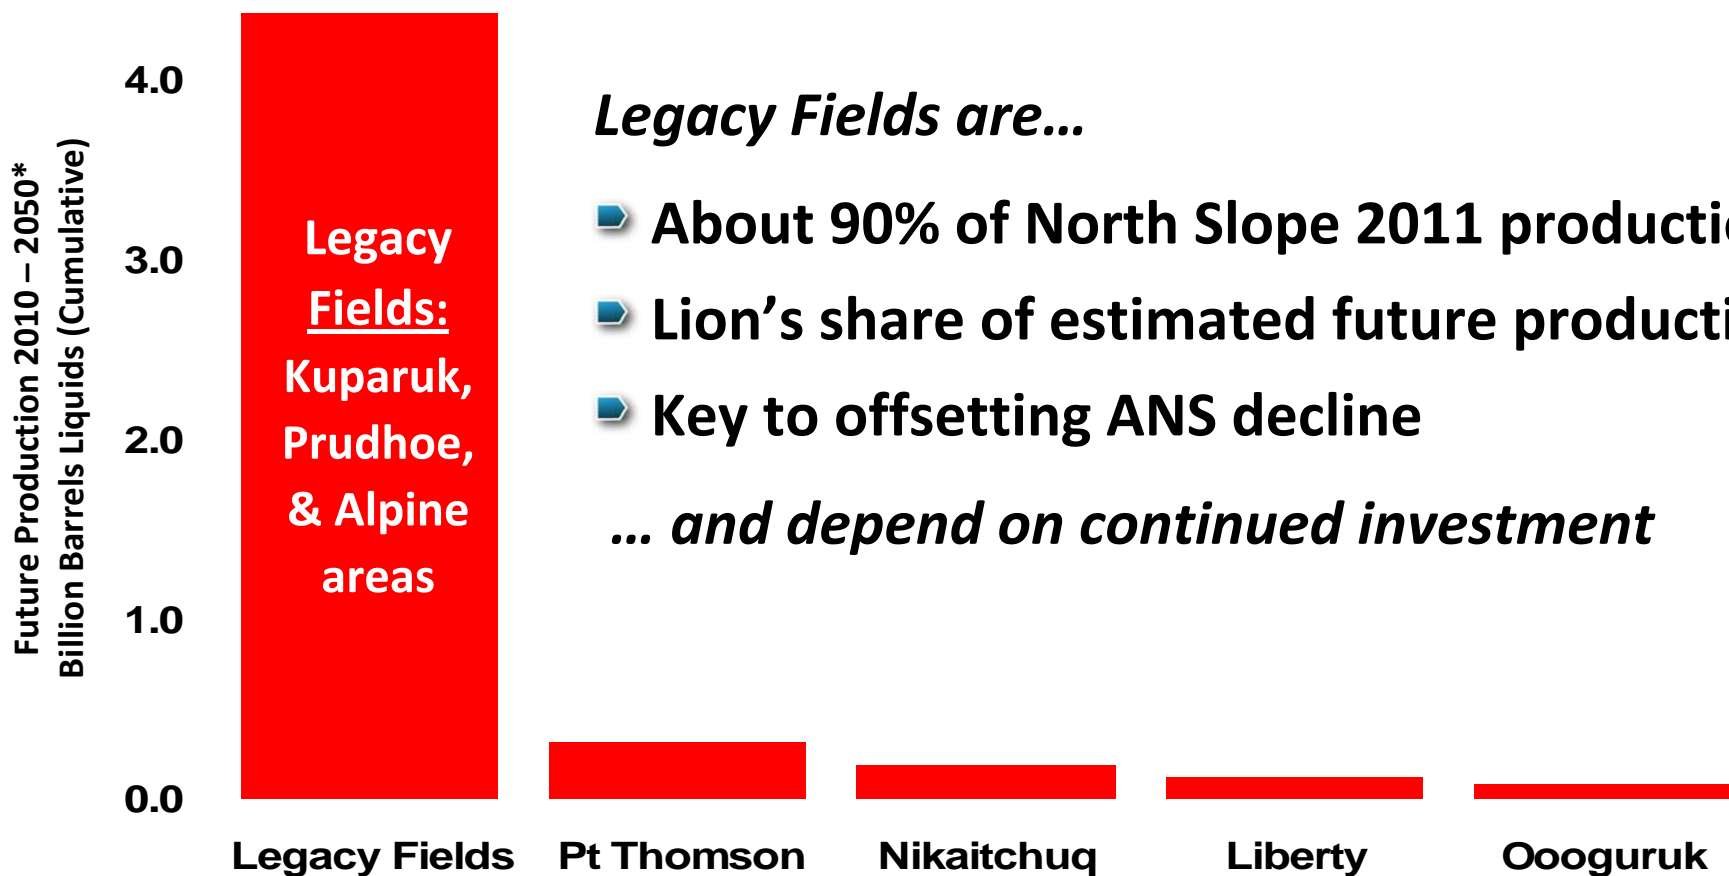 Future Production 2010 – 2050*
Billion Barrels Liquids (Cumulative)
4.0
3.0
2.0
1.0
0.0
Legacy
Fields:
Kuparuk,
Prudhoe,
& Alpine
areas
Legacy Fields are…
About 90% of North Slope 2011
Lion’s share of estimated future
Key to offsetting ANS decline
… and depend on continued investment
Legacy Fields
Pt Thomson
Nikaitchuq
Liberty
Oooguruk